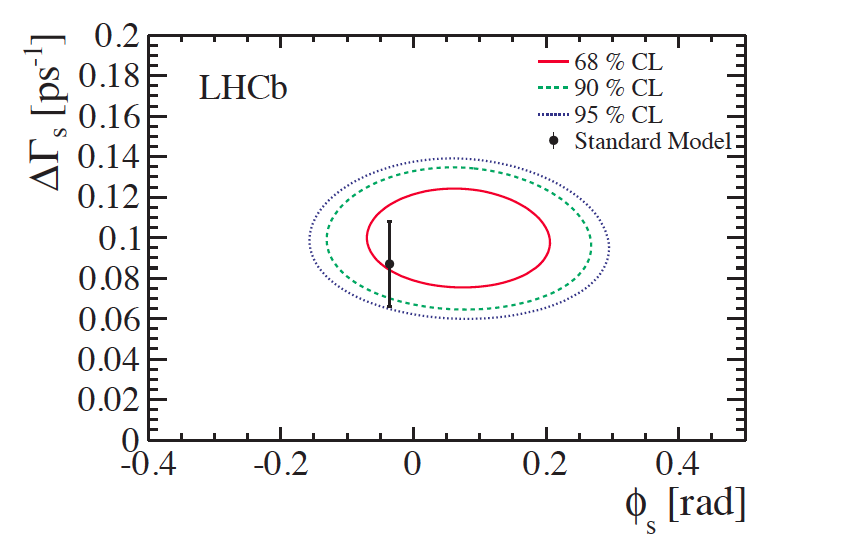 ΔΓs [ps-1]
0.2
0.18
0.16
0.14
0.12
0.1
0.08
0.06
0.04
0.02
0
LHCb
68 % CL
90 % CL
95 % CL
Standard Model
-0.4 -0.2 0 0.2 0.4
ϕs [rad]